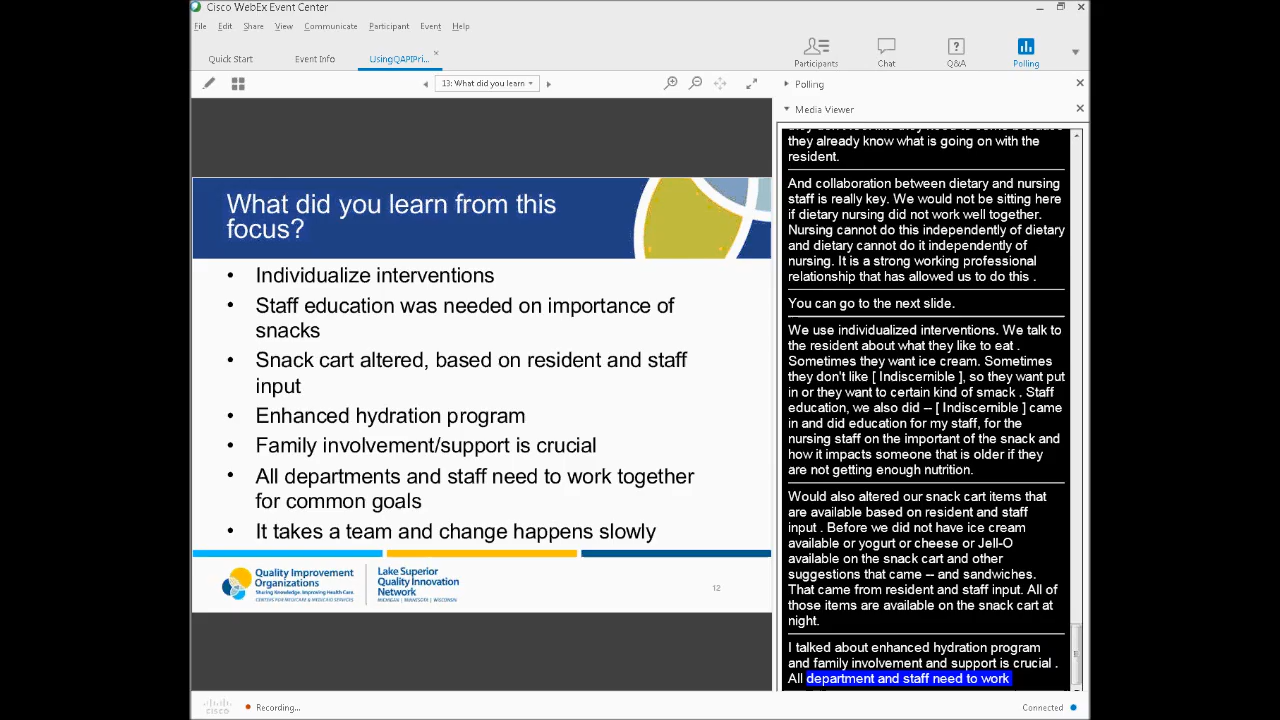 Cisco WebEx Event Center
File Edit Share View Communicate Participant Event Help
Quick Start Event Info UsingQAPIPri...
Participants Chat Q&A Polling
13: What did you learn
Polling
Media Viewer
What did you learn from this
focus?
• Individualize interventions
• Staff education was needed on importance of
snacks
• Snack cart altered, based on resident and staff
input
• Enhanced hydration program
• Family involvement/support is crucial
• All departments and staff need to work together
for common goals
• It takes a team and change happens slowly
Quality Improvement
Organizations
Sharing Knowledge. Improving Health Care.
CENTERS FOR MEDICARE & MEDICAID SERVICES
Lake Superior
Quality Innovation
Network
MICHIGAN | MINNESOTA | WISCONSIN
12
they already know what is going on with the
resident.
And collaboration between dietary and nursing
staff is really key. We would not be sitting here
if dietary nursing did not work well together.
Nursing cannot do this independently of dietary
and dietary cannot do it independently of
nursing. It is a strong working professional
relationship that has allowed us to do this .
You can go to the next slide.
We use individualized interventions. We talk to
the resident about what they like to eat .
Sometimes they want ice cream. Sometimes
they don't like [ Indiscernible ], so they want put
in or they want to certain kind of smack . Staff
education, we also did -- [ Indiscernible ] came
in and did education for my staff, for the
nursing staff on the important of the snack and
how it impacts someone that is older if they
are not getting enough nutrition.
Would also altered our snack cart items that
are available based on resident and staff
input . Before we did not have ice cream
available or yogurt or cheese or Jell-O
available on the snack cart and other
suggestions that came -- and sandwiches.
That came from resident and staff input. All of
those items are available on the snack cart at
night.
I talked about enhanced hydration program
and family involvement and support is crucial .
All department and staff need to work
cisco
Recording...
Connected